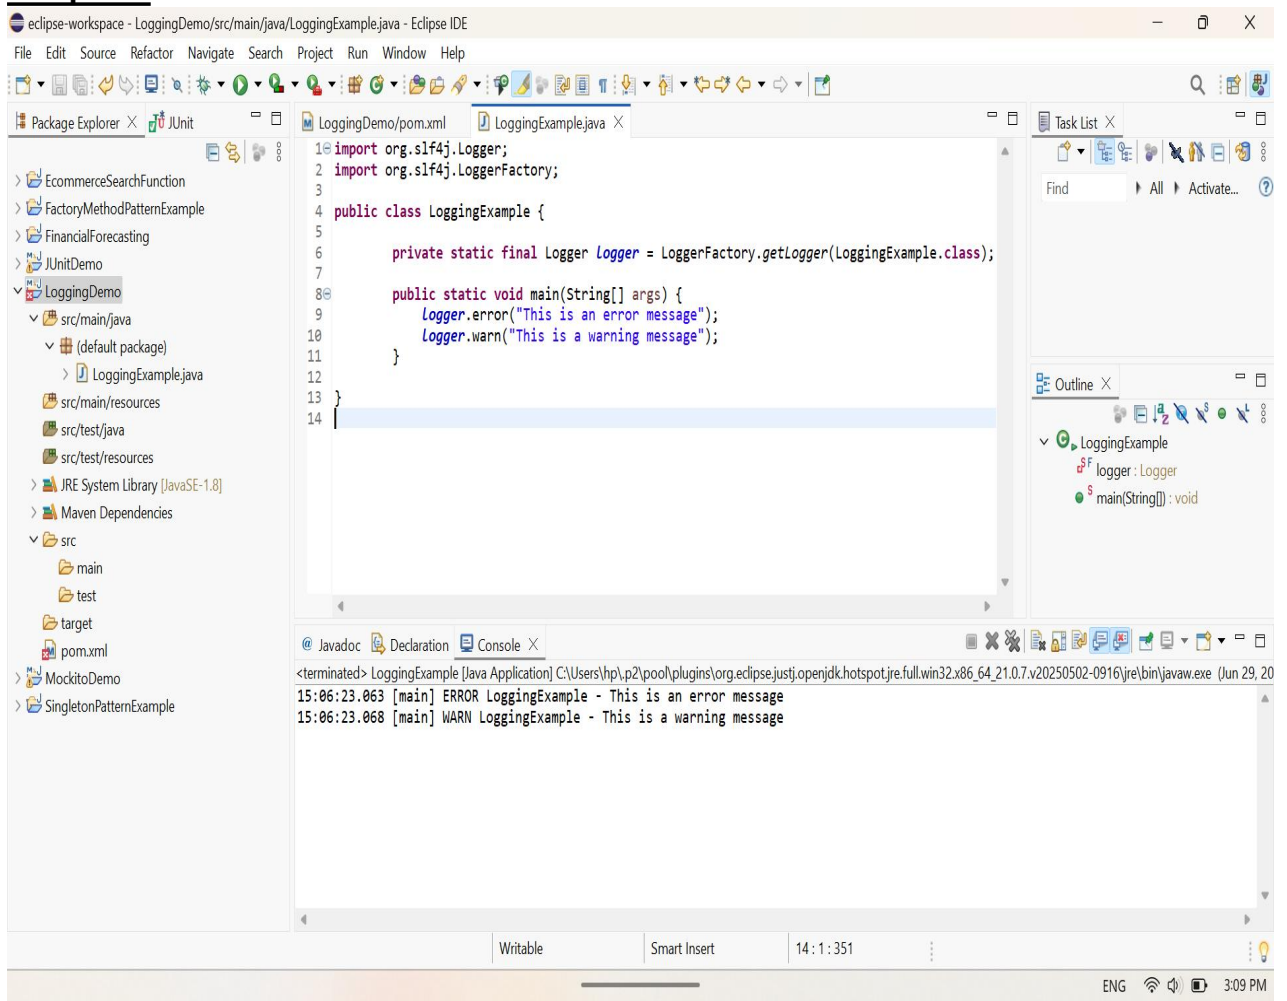 eclipse-workspace - LoggingDemo/src/main/java/LoggingExample.java - Eclipse IDE
File Edit Source Refactor Navigate Search Project Run Window Help
Package Explorer
JUnit
EcommerceSearchFunction
FactoryMethodPatternExample
FinancialForecasting
JUnitDemo
LoggingDemo
src/main/java
(default package)
LoggingExample.java
src/main/resources
src/test/java
src/test/resources
JRE System Library [JavaSE-1.8]
Maven Dependencies
src
main
test
target
pom.xml
MockitoDemo
SingletonPatternExample
LoggingDemo/pom.xml
LoggingExample.java
1 import org.slf4j.Logger;
2 import org.slf4j.LoggerFactory;
3
4 public class LoggingExample {
5
6 private static final Logger logger = LoggerFactory.getLogger(LoggingExample.class);
7
8 public static void main(String[] args) {
9 logger.error("This is an error message");
10 logger.warn("This is a warning message");
11 }
12
13 }
14
Task List
Find
All
Activate...
Outline
LoggingExample
logger : Logger
main(String[]) : void
@ Javadoc
Declaration
Console
<terminated> LoggingExample [Java Application] C:\Users\hp\.p2\pool\plugins\org.eclipse.justj.openjdk.hotspot.jre.full.win32.x86_64_21.0.7.v20250502-0916\jre\bin\javaw.exe (Jun 29, 20
15:06:23.063 [main] ERROR LoggingExample - This is an error message
15:06:23.068 [main] WARN LoggingExample - This is a warning message
Writable
Smart Insert
14 : 1 : 351
ENG
3:09 PM